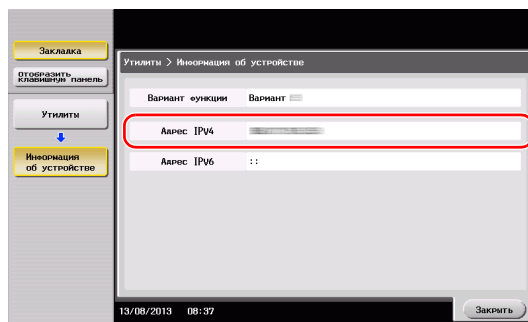 Закладка
Отобразить
клавишную панель
Утилиты
Информация
об устройстве
Утилиты > Информация об устройстве
Вариант функции Вариант
Адрес IPv4
Адрес IPv6 ::
13/08/2013 08:37
Закрыть